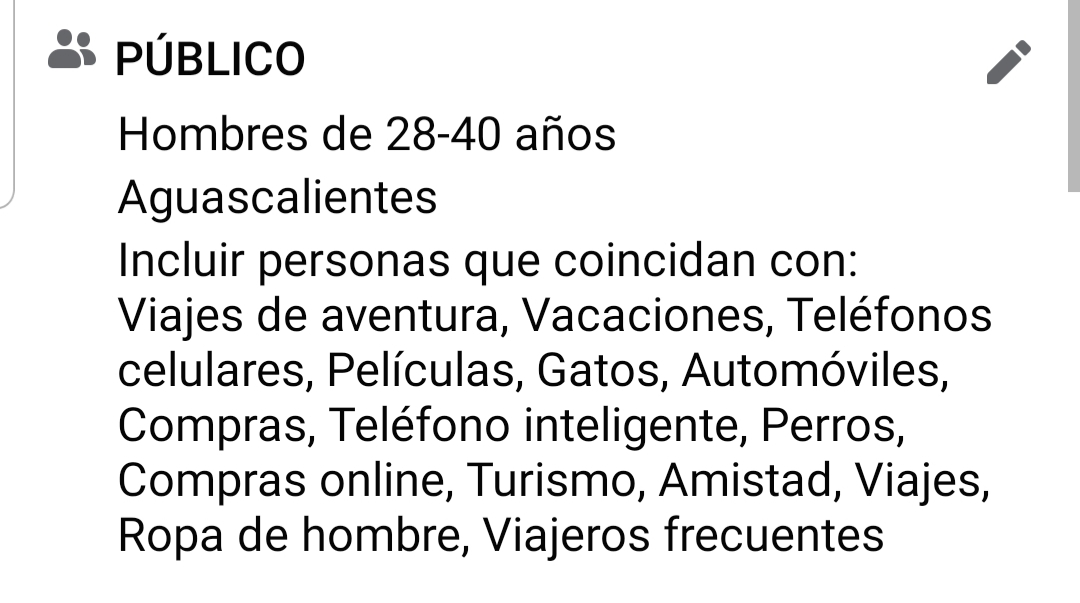 PÚBLICO
Hombres de 28-40 años
Aguascalientes
Incluir personas que coincidan con:
Viajes de aventura, Vacaciones, Teléfonos
celulares, Películas, Gatos, Automóviles,
Compras, Teléfono inteligente, Perros,
Compras online, Turismo, Amistad, Viajes,
Ropa de hombre, Viajeros frecuentes